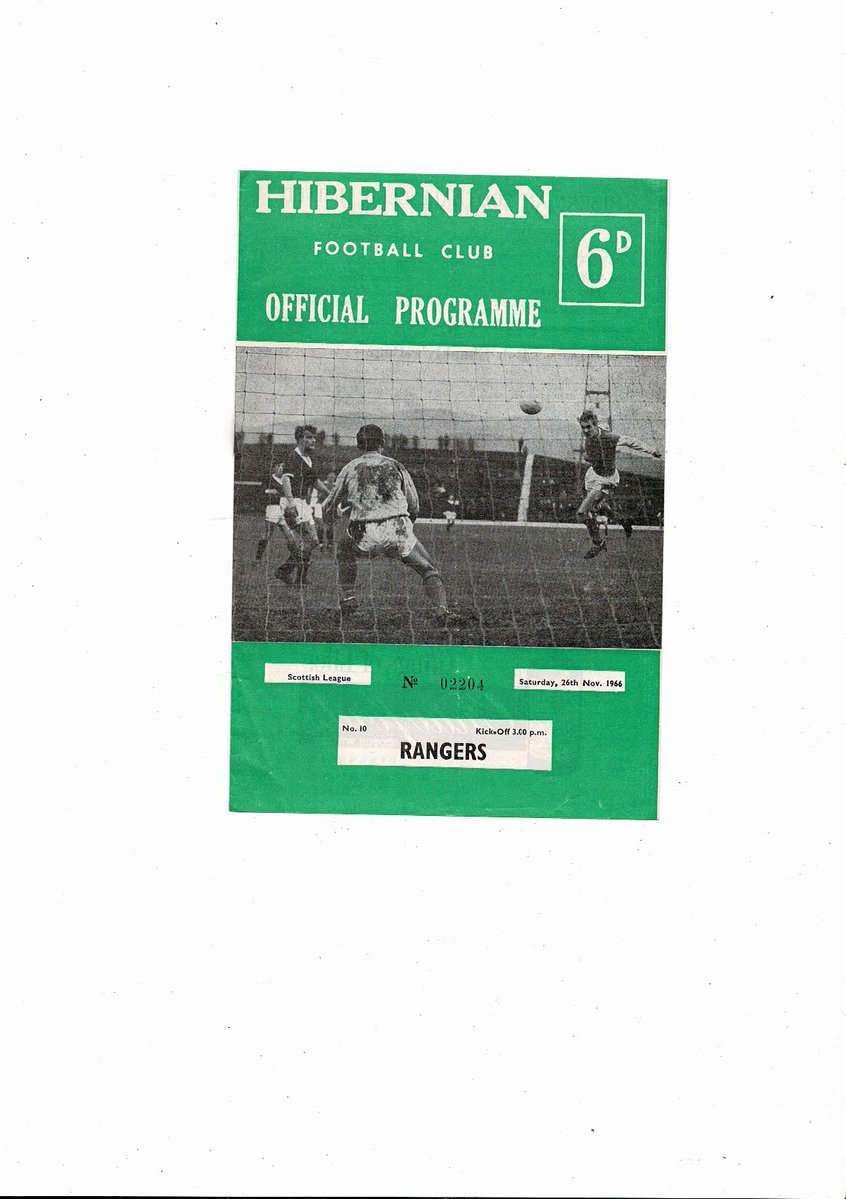 HIBERNIAN
FOOTBALL CLUB
6D
OFFICIAL PROGRAMME
Scottish League
Nº 02204
Saturday, 26th Nov. 1966
No. 10
Kick-Off 3.00 p.m.
RANGERS